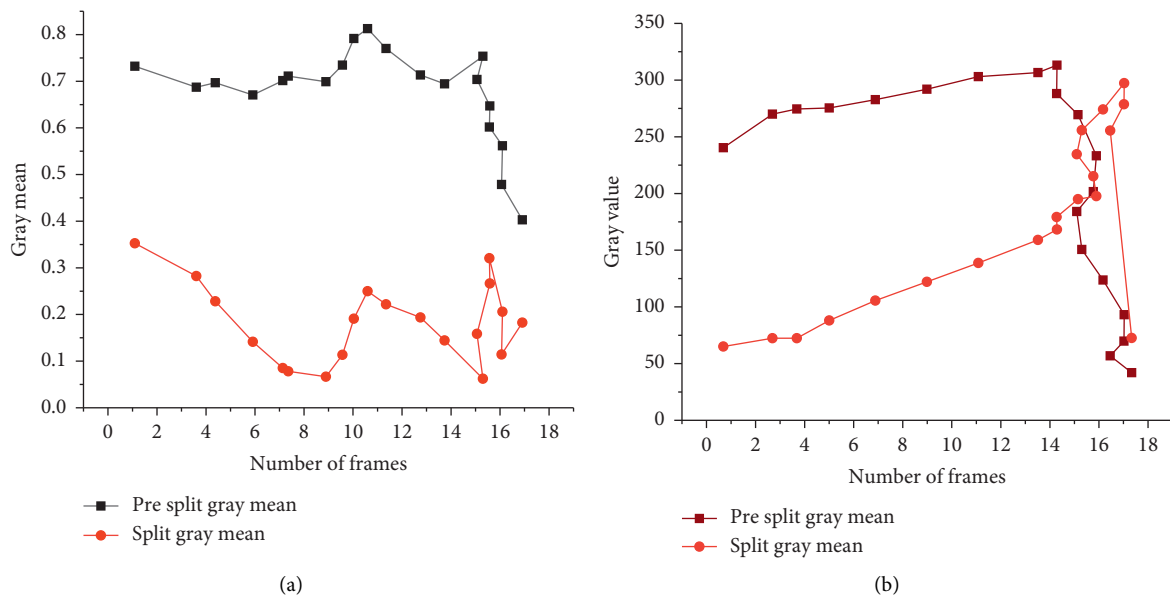 0.8
0.7
0.6
0.5
0.4
0.3
0.2
0.1
0.0
Gray mean
0 2 4 6 8 10 12 14 16 18
Number of frames
Pre split gray mean
Split gray mean
(a)
350
300
250
200
150
100
50
0
Gray value
0 2 4 6 8 10 12 14 16 18
Number of frames
Pre split gray mean
Split gray mean
(b)